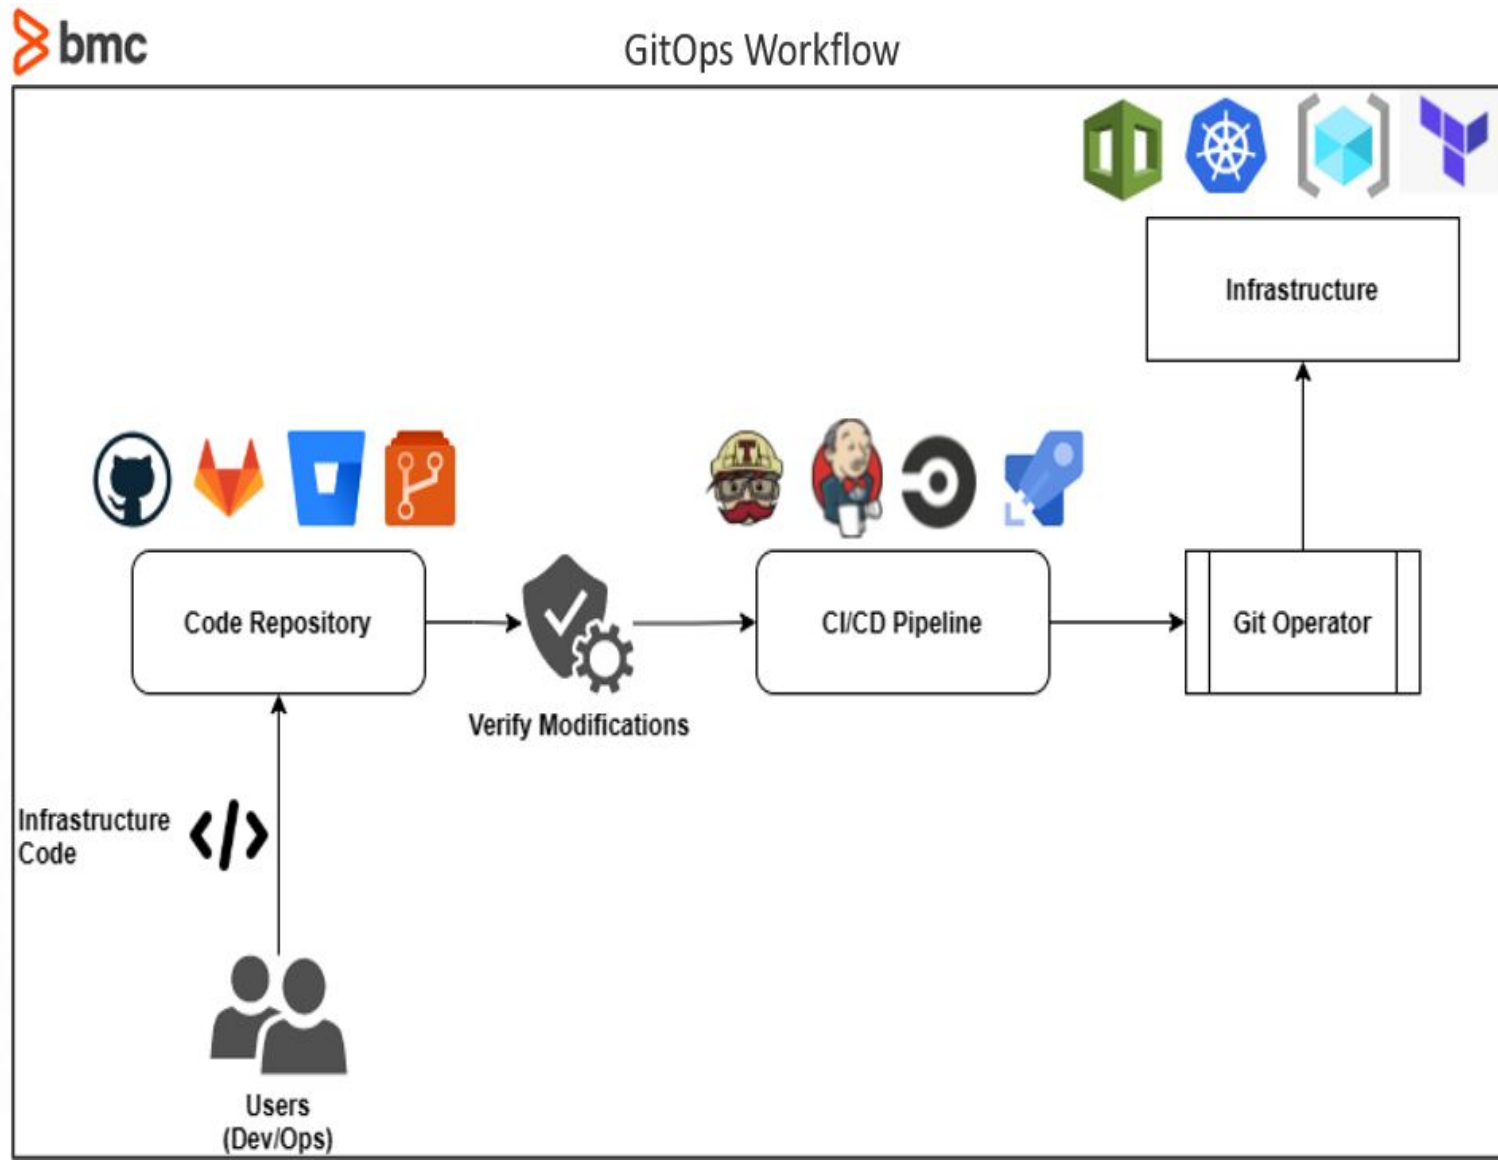 bmc
GitOps Workflow
Infrastructure
T
Code Repository
CI/CD Pipeline
Git Operator
Verify Modifications
Infrastructure
Code
Users
(Dev/Ops)